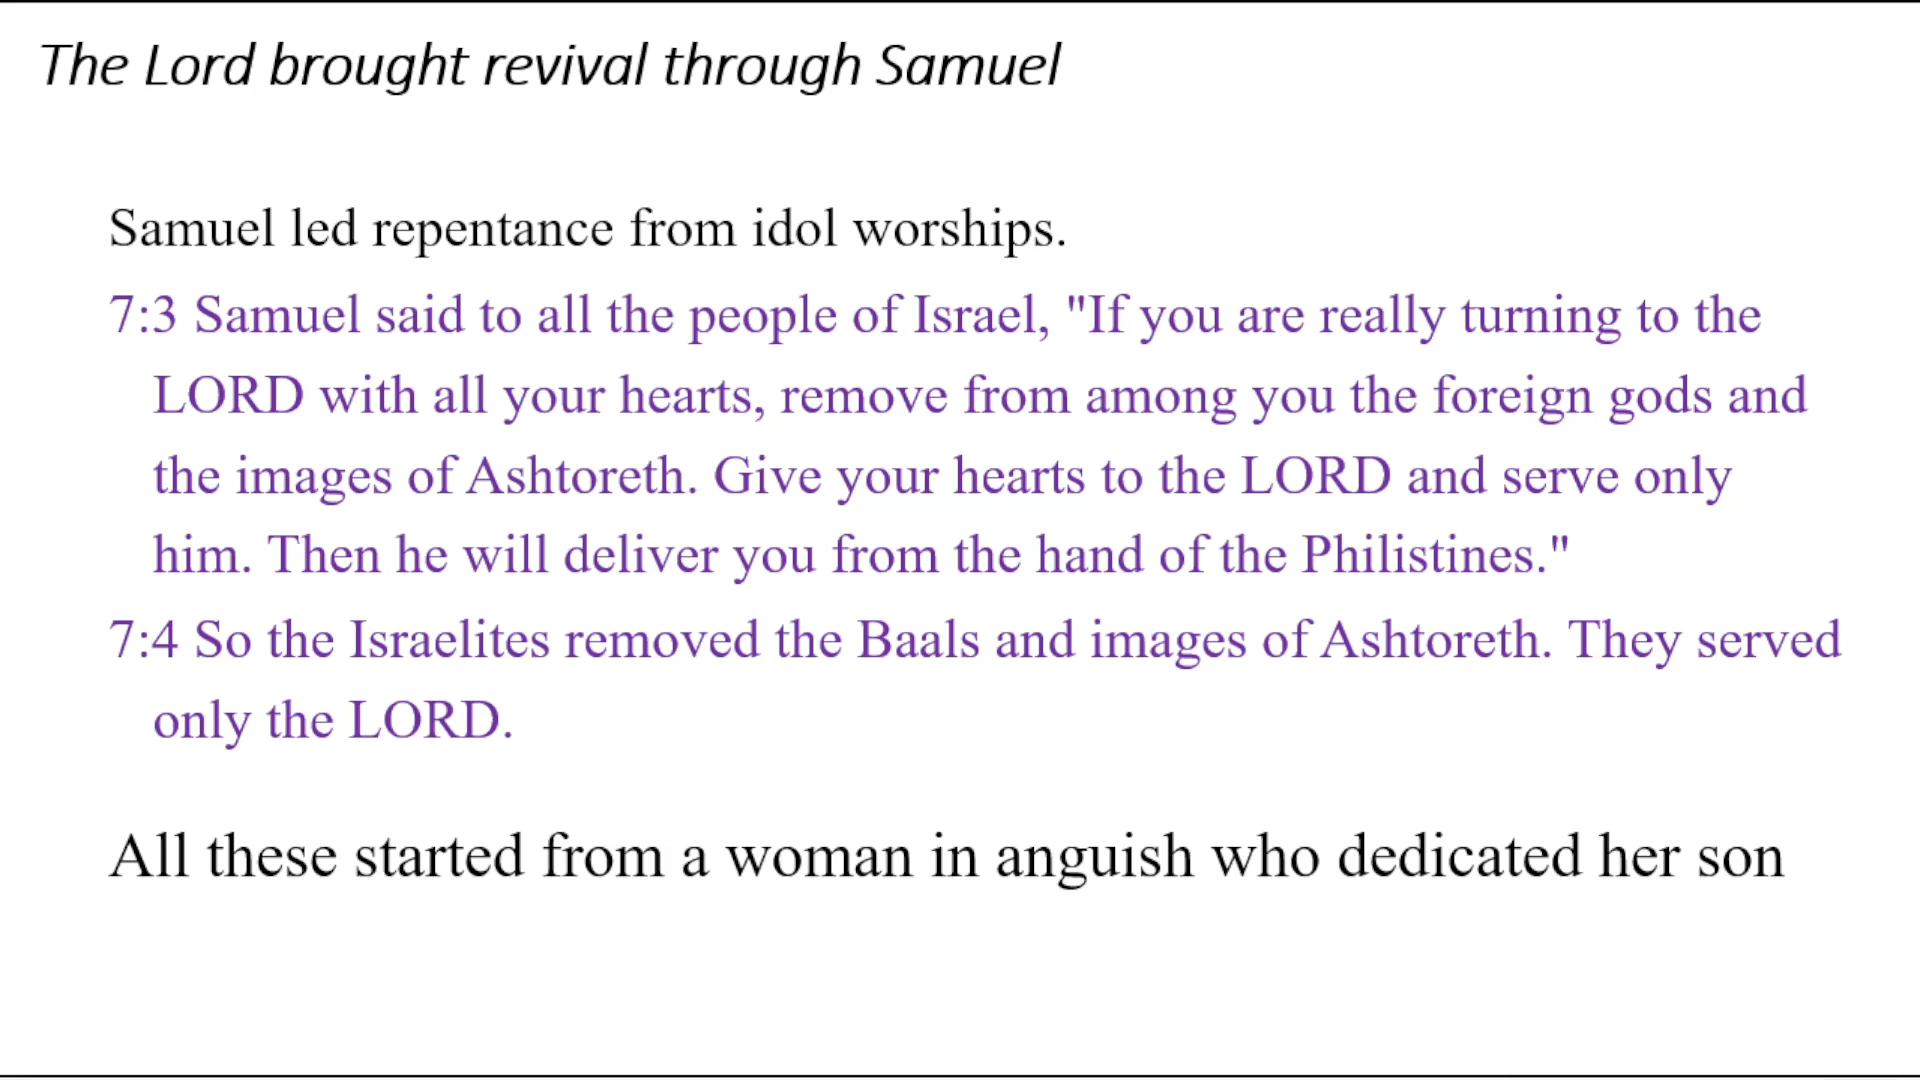 The Lord brought revival through Samuel
Samuel led repentance from idol worships.
7:3 Samuel said to all the people of Israel, "If you are really turning to the
LORD with all your hearts, remove from among you the foreign gods and
the images of Ashtoreth. Give your hearts to the LORD and serve only
him. Then he will deliver you from the hand of the Philistines."
7:4 So the Israelites removed the Baals and images of Ashtoreth. They served
only the LORD.
All these started from a woman in anguish who dedicated her son